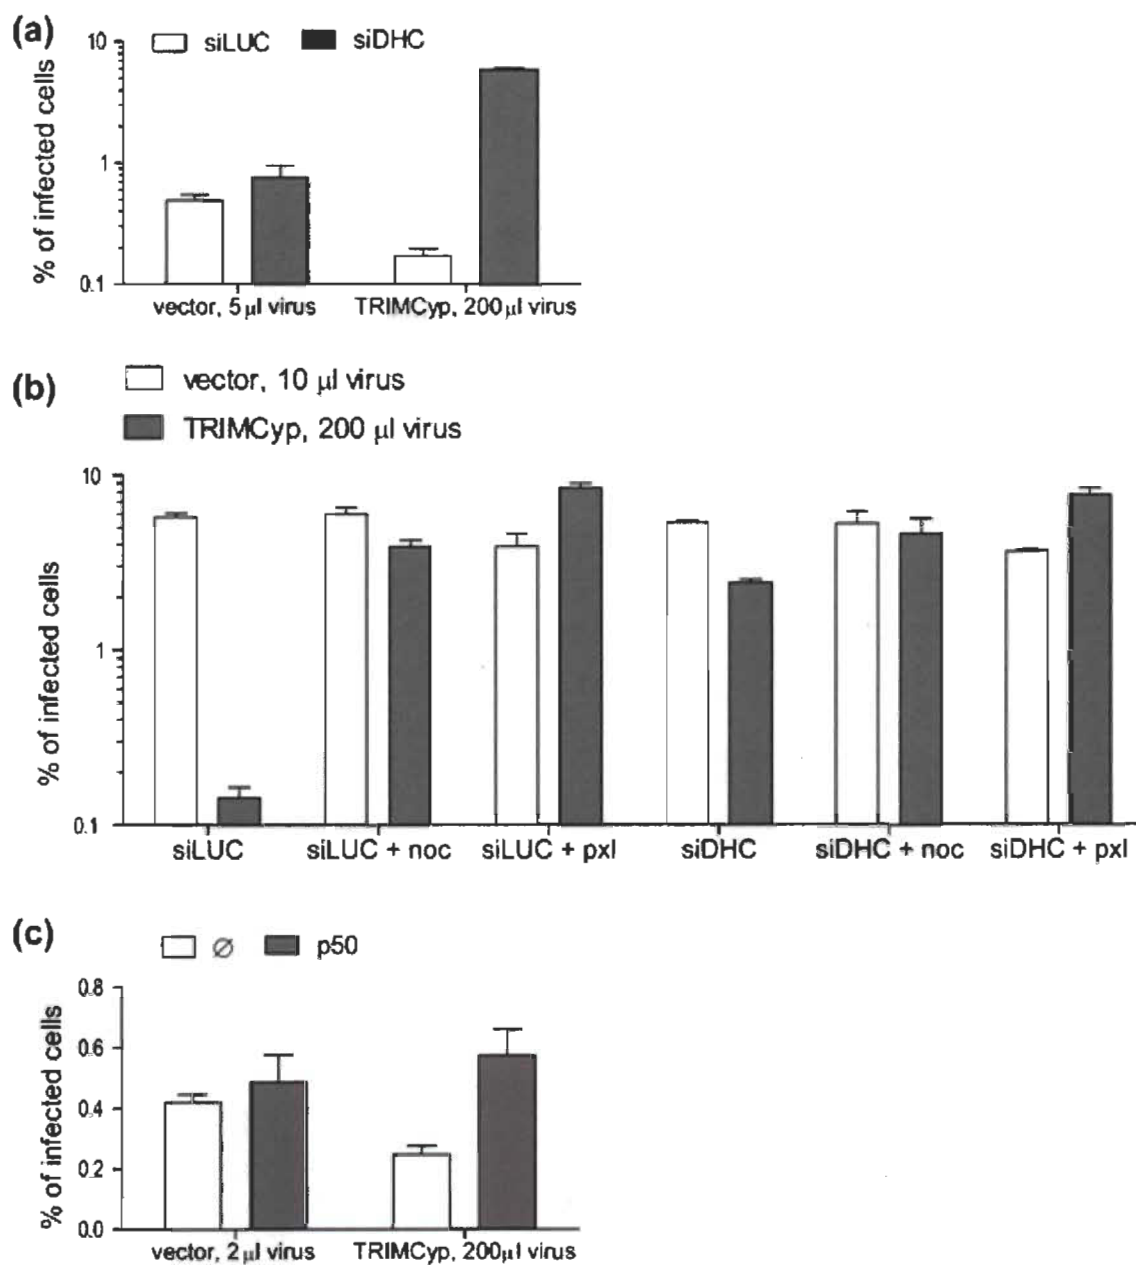 (a)
siLUC siDHC
10
1
0.1
% of infected cells
vector, 5 μl virus TRIMCyp, 200 μl virus
(b)
vector, 10 μl virus
TRIMCyp, 200 μl virus
10
1
0.1
% of infected cells
siLUC siLUC + noc siLUC + pxl siDHC siDHC + noc siDHC + pxl
(c)
∅ p50
0.8
0.6
0.4
0.2
0.0
% of infected cells
vector, 2 μl virus TRIMCyp, 200 μl virus